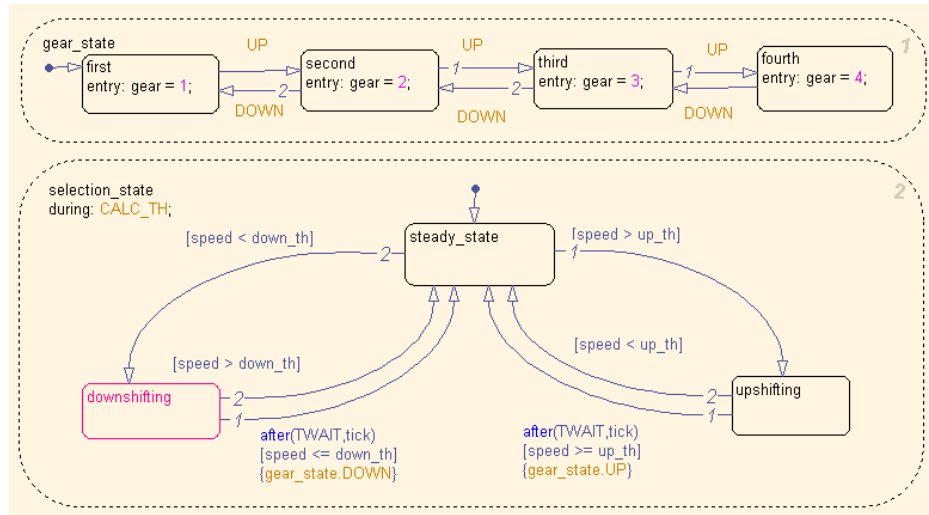 gear_state
1
UP
UP
UP
first
entry: gear = 1;
second
entry: gear = 2;
third
entry: gear = 3;
fourth
entry: gear = 4;
1
1
2
2
DOWN
DOWN
DOWN
selection_state
during: CALC_TH;
2
[speed < down_th]
steady_state
[speed > up_th]
2
1
[speed > down_th]
[speed < up_th]
downshifting
2
1
upshifting
2
1
after(TWAIT,tick)
[speed <= down_th]
{gear_state.DOWN}
after(TWAIT,tick)
[speed >= up_th]
{gear_state.UP}